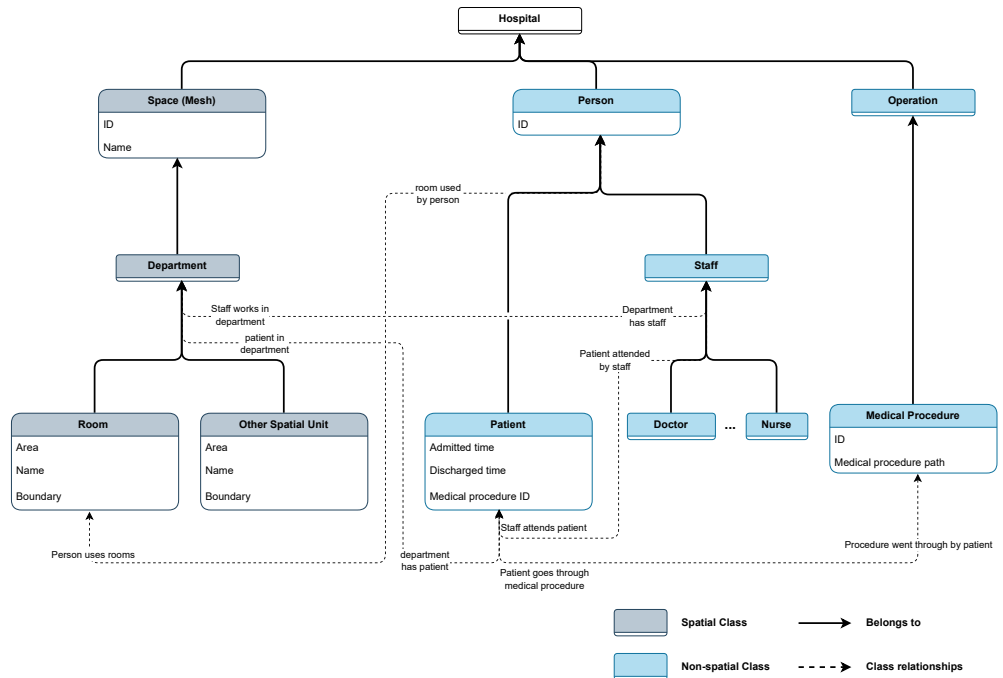 Hospital
Space (Mesh)
ID
Name
Person
ID
Operation
room used
by person
Department
Staff
Staff works in
department
Department
has staff
patient in
department
Patient attended
by staff
Room
Area
Name
Boundary
Other Spatial Unit
Area
Name
Boundary
Patient
Admitted time
Discharged time
Medical procedure ID
Doctor
...
Nurse
Medical Procedure
ID
Medical procedure path
Staff attends patient
Person uses rooms
department
has patient
Procedure went through by patient
Patient goes through
medical procedure
Spatial Class
Belongs to
Non-spatial Class
Class relationships